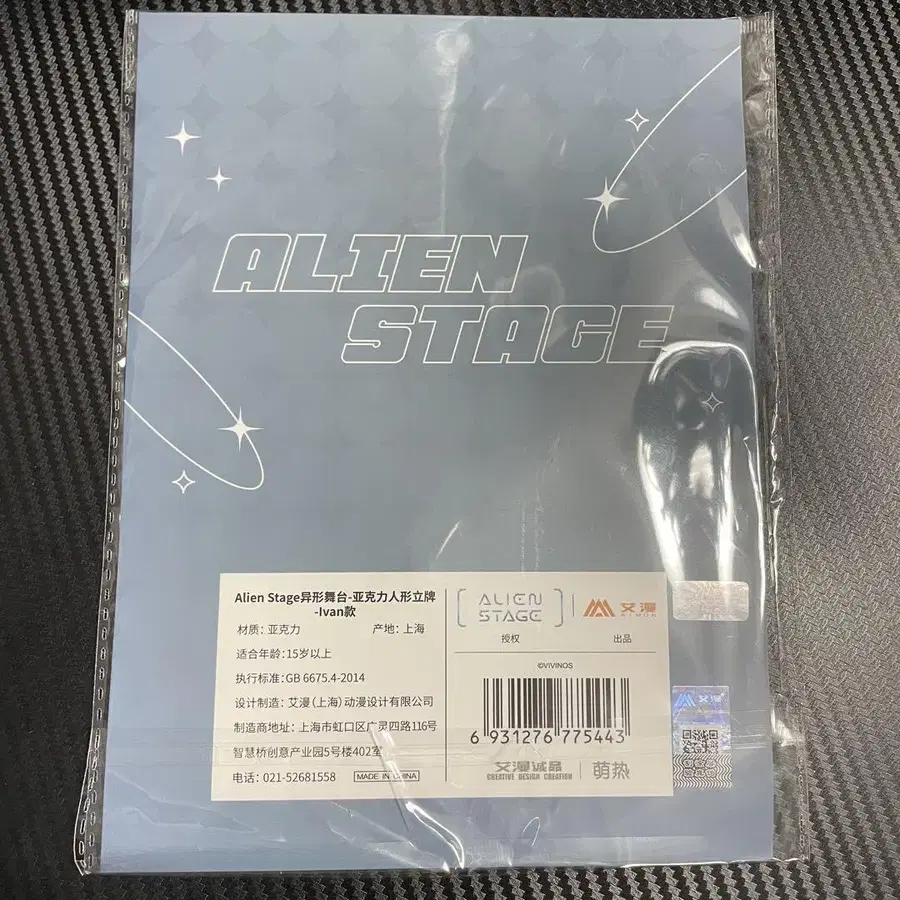 ALIEN
STAGE
Alien Stage异形舞台-亚克力人形立牌
-Ivan款
材质：亚克力 产地：上海
适合年龄：15岁以上
执行标准：GB 6675.4-2014
设计制造：艾漫（上海）动漫设计有限公司
制造商地址：上海市虹口区广灵四路116号
智慧桥创意产业园5号楼402室
电话：021-52681558 MADE IN CHINA
ALIEN
STAGE
授权
艾漫
AIMON
出品
©VIVINOS
6 931276 775443
艾漫诚品
CREATIVE DESIGN CREATION
萌热
艾漫